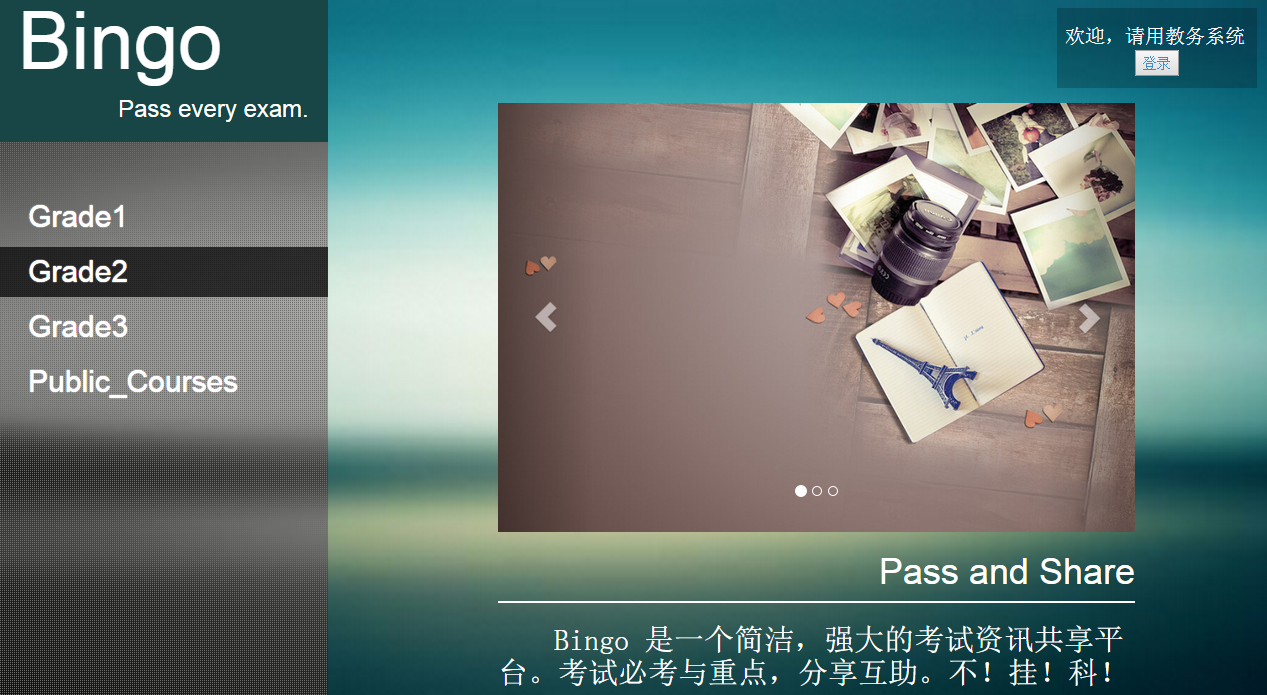 Bingo
Pass every exam.
欢迎，请用教务系统
登录
Grade1
Grade2
Grade3
Public_Courses
Pass and Share
Bingo 是一个简洁，强大的考试资讯共享平
台。考试必考与重点，分享互助。不！挂！科！